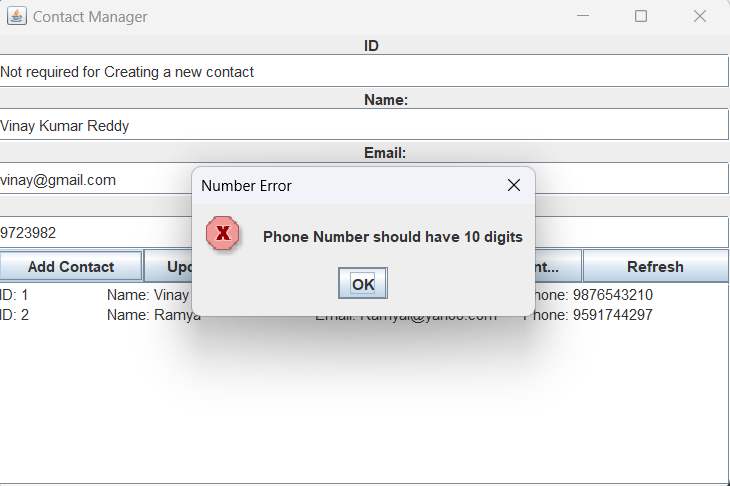 Contact Manager
ID
Not required for Creating a new contact
Name:
Vinay Kumar Reddy
Email:
vinay@gmail.com
Number Error
Phone Number should have 10 digits
OK
9723982
Add Contact
Refresh
ID: 1 Name: Vinay Phone: 9876543210
ID: 2 Name: Ramya Phone: 9591744297